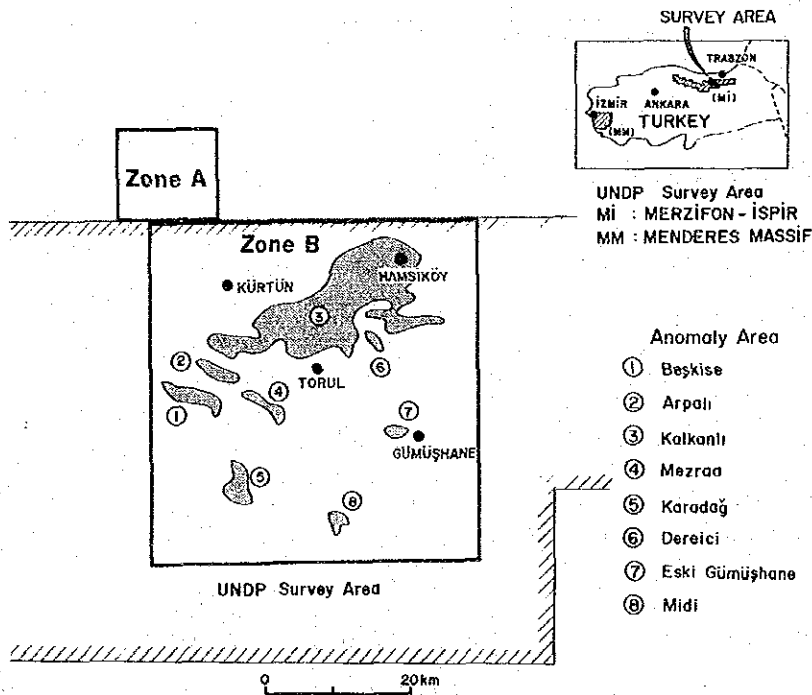 SURVEY AREA
TRABZON
(Mİ)
İZMİR
ANKARA
TURKEY
(MM)
UNDP Survey Area
Mİ : MERZİFON-İSPİR
MM : MENDERES MASSİF
Zone A
Zone B
HAMSİKÖY
KÜRTÜN
3
2
6
TORUL
4
1
7
GÜMÜŞHANE
5
8
UNDP Survey Area
0 20km
Anomaly Area
1 Beşkise
2 Arpalı
3 Kalkanlı
4 Mezraa
5 Karadağ
6 Dereici
7 Eski Gümüşhane
8 Midi